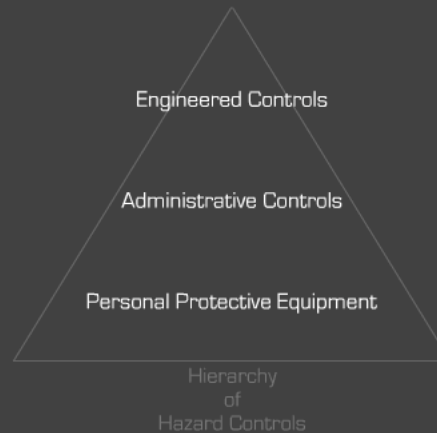 Engineered Controls
Administrative Controls
Personal Protective Equipment
Hierarchy
of
Hazard Controls